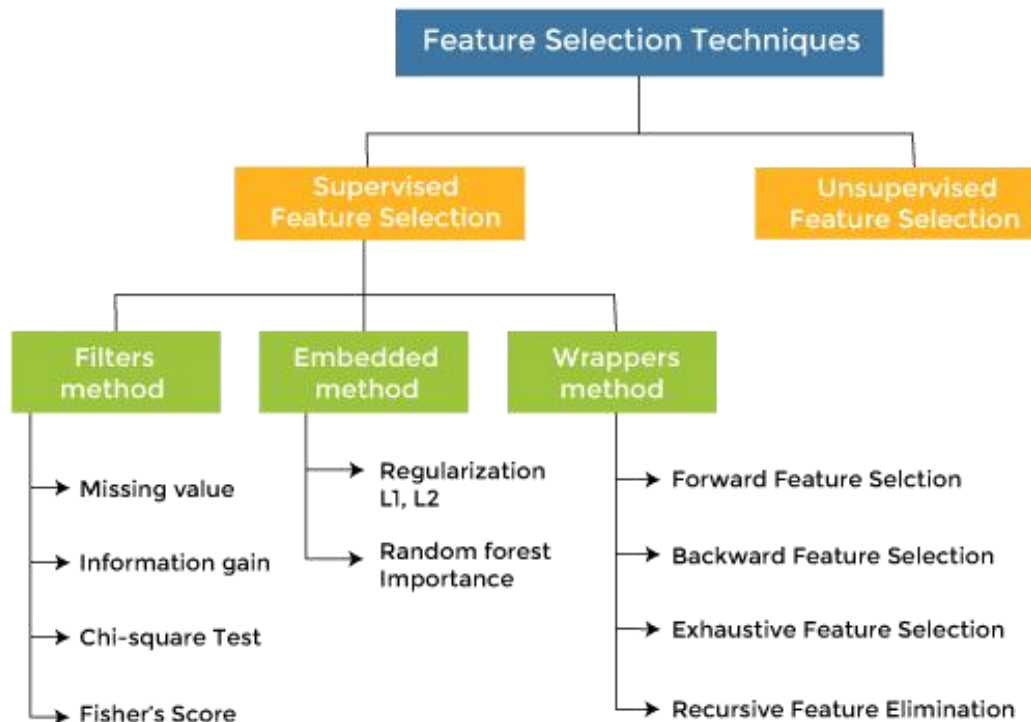 Feature Selection Techniques
Supervised
Feature Selection
Unsupervised
Feature Selection
Filters
method
Embedded
method
Wrappers
method
Missing value
Information gain
Chi-square Test
Fisher's Score
Regularization
L1, L2
Random forest
Importance
Forward Feature Selction
Backward Feature Selection
Exhaustive Feature Selection
Recursive Feature Elimination